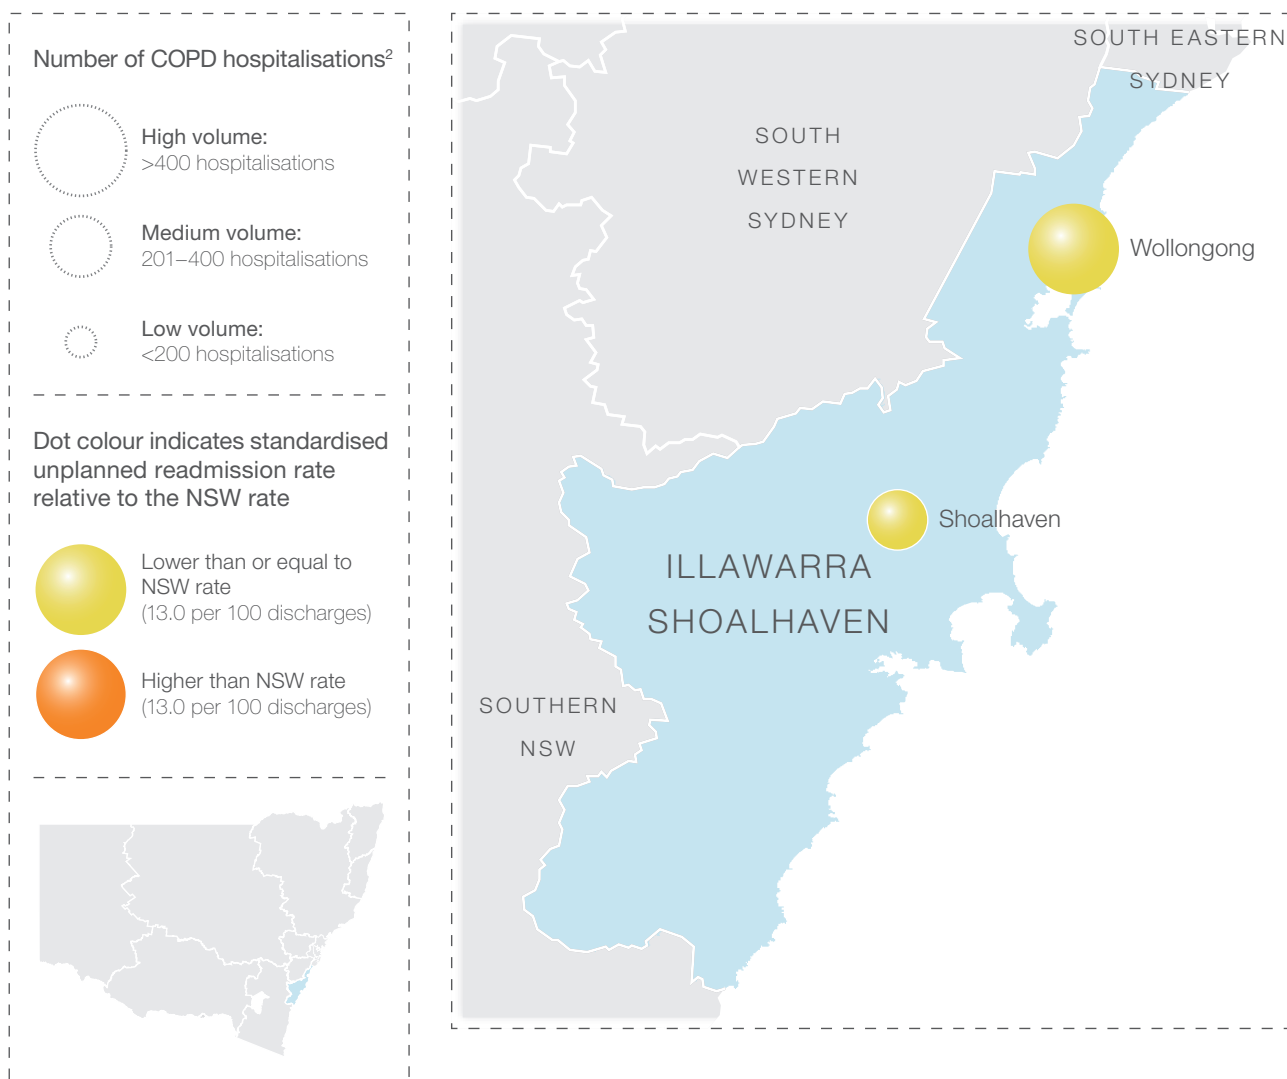 Number of COPD hospitalisations²
High volume:
>400 hospitalisations
Medium volume:
201–400 hospitalisations
Low volume:
<200 hospitalisations
Dot colour indicates standardised
unplanned readmission rate
relative to the NSW rate
Lower than or equal to
NSW rate
(13.0 per 100 discharges)
Higher than NSW rate
(13.0 per 100 discharges)
SOUTH EASTERN
SYDNEY
SOUTH
WESTERN
SYDNEY
Wollongong
Shoalhaven
ILLAWARRA
SHOALHAVEN
SOUTHERN
NSW